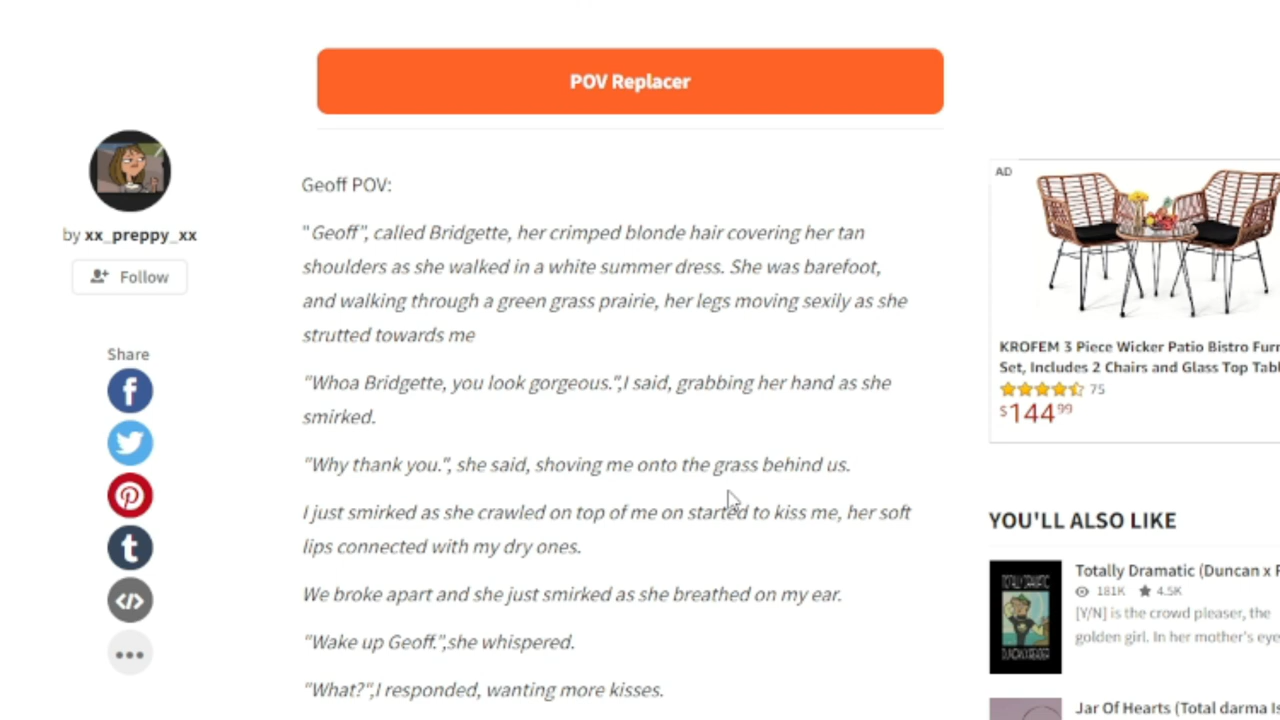 POV Replacer
by xx_preppy_xx
Follow
Share
Geoff POV:
"Geoff", called Bridgette, her crimped blonde hair covering her tan
shoulders as she walked in a white summer dress. She was barefoot,
and walking through a green grass prairie, her legs moving sexily as she
strutted towards me
"Whoa Bridgette, you look gorgeous.",I said, grabbing her hand as she
smirked.
"Why thank you.", she said, shoving me onto the grass behind us.
I just smirked as she crawled on top of me on started to kiss me, her soft
lips connected with my dry ones.
We broke apart and she just smirked as she breathed on my ear.
"Wake up Geoff.",she whispered.
"What?",I responded, wanting more kisses.
AD
KROFEM 3 Piece Wicker Patio Bistro Furn
Set, Includes 2 Chairs and Glass Top Tabl
75
$144 99
YOU'LL ALSO LIKE
Totally Dramatic (Duncan x
181K 4.5K
[Y/N] is the crowd pleaser, the
golden girl. In her mother's eye
Jar Of Hearts (Total darma Is